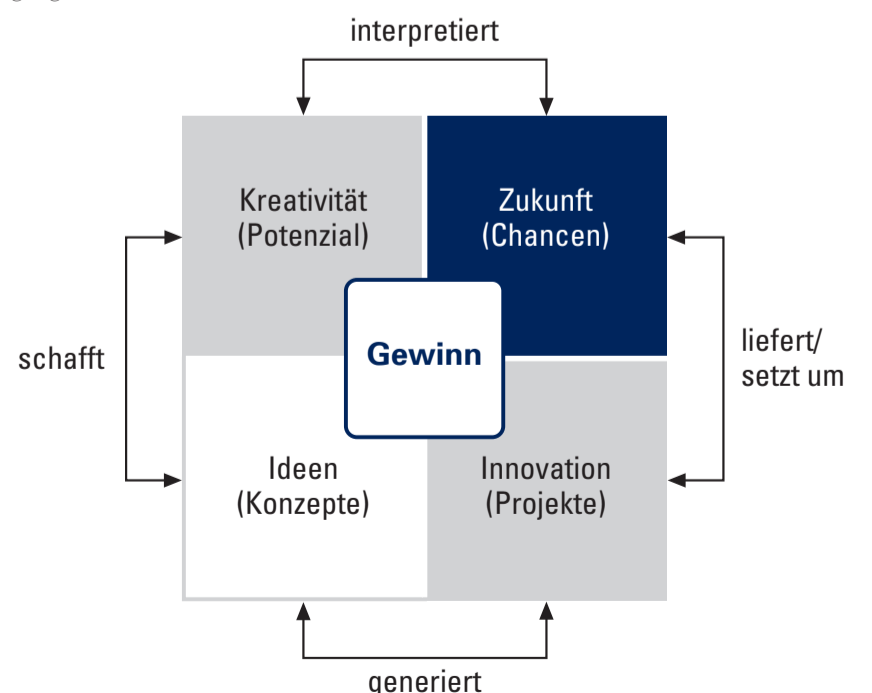 interpretiert
Kreativität
(Potenzial)
Zukunft
(Chancen)
schafft
Gewinn
liefert/
setzt um
Ideen
(Konzepte)
Innovation
(Projekte)
generiert